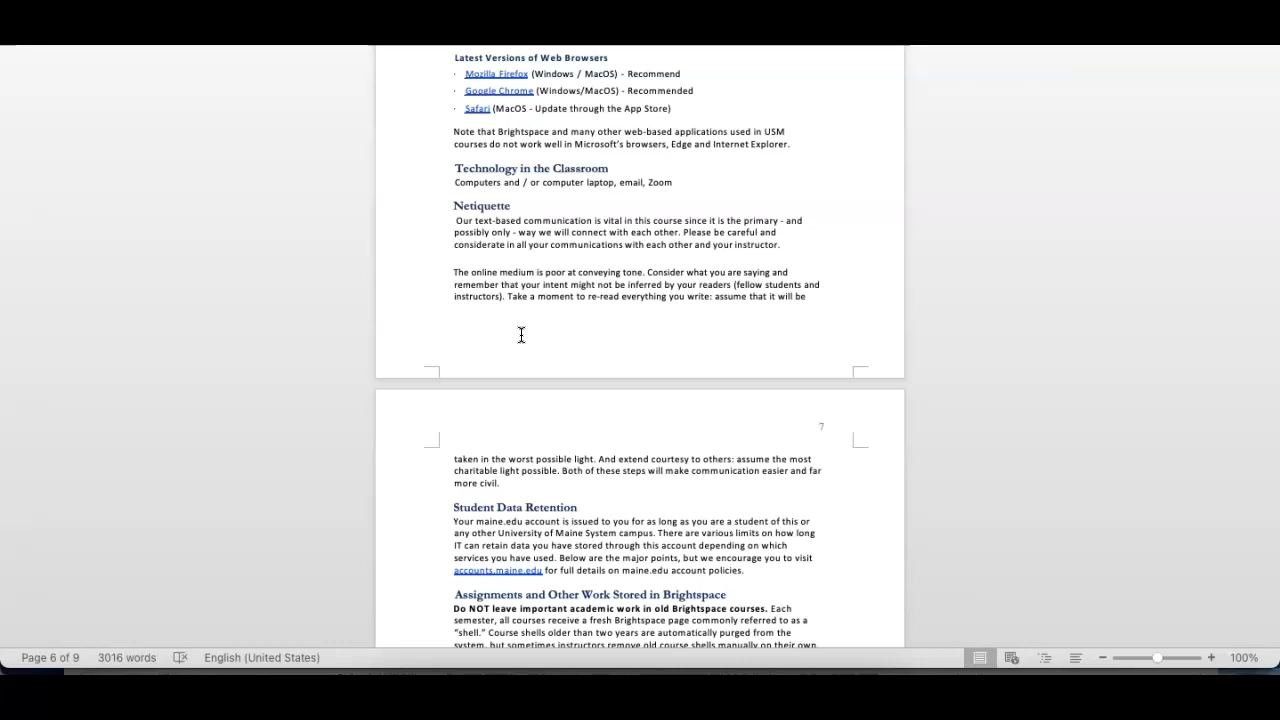 Latest Versions of Web Browsers
· Mozilla Firefox (Windows / MacOS) - Recommend
· Google Chrome (Windows/MacOS) - Recommended
· Safari (MacOS - Update through the App Store)
Note that Brightspace and many other web-based applications used in USM
courses do not work well in Microsoft's browsers, Edge and Internet Explorer.
Technology in the Classroom
Computers and / or computer laptop, email, Zoom
Netiquette
Our text-based communication is vital in this course since it is the primary - and
possibly only - way we will connect with each other. Please be careful and
considerate in all your communications with each other and your instructor.
The online medium is poor at conveying tone. Consider what you are saying and
remember that your intent might not be inferred by your readers (fellow students and
instructors). Take a moment to re-read everything you write: assume that it will be
7
taken in the worst possible light. And extend courtesy to others: assume the most
charitable light possible. Both of these steps will make communication easier and far
more civil.
Student Data Retention
Your maine.edu account is issued to you for as long as you are a student of this or
any other University of Maine System campus. There are various limits on how long
IT can retain data you have stored through this account depending on which
services you have used. Below are the major points, but we encourage you to visit
accounts.maine.edu for full details on maine.edu account policies.
Assignments and Other Work Stored in Brightspace
Do NOT leave important academic work in old Brightspace courses. Each
semester, all courses receive a fresh Brightspace page commonly referred to as a
“shell.” Course shells older than two years are automatically purged from the
system, but sometimes instructors remove old course shells manually on their own.
Page 6 of 9 3016 words English (United States) 100%